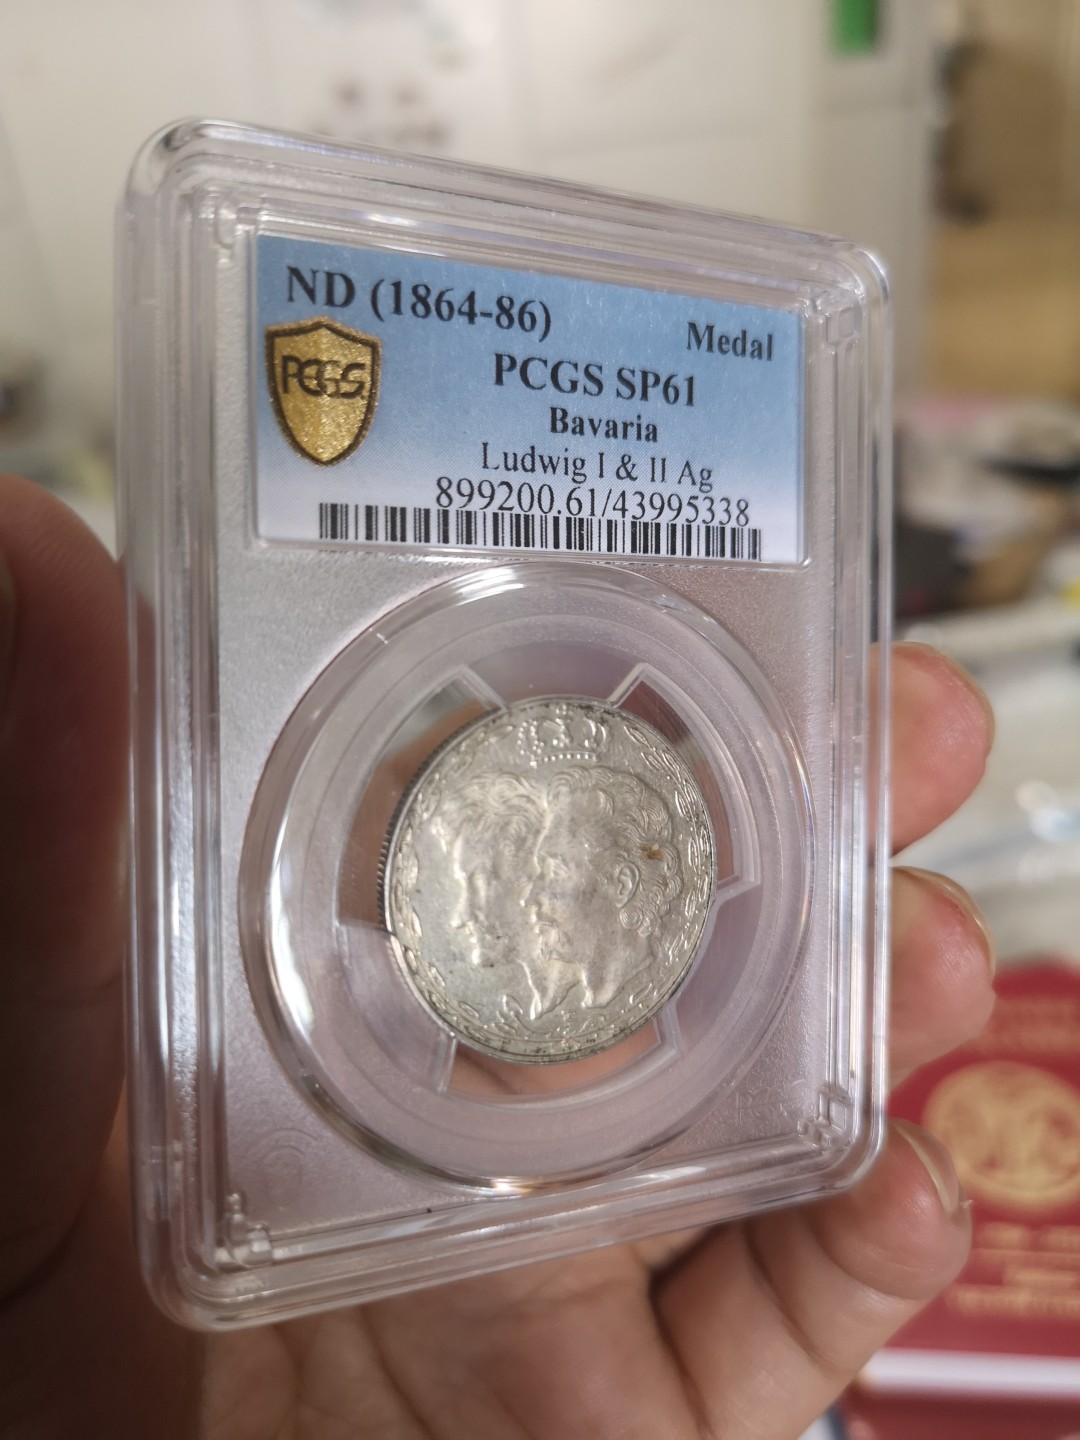 ND (1864-86)
Medal
PCGS
PCGS SP61
Bavaria
Ludwig I & II Ag
899200.61/43995338